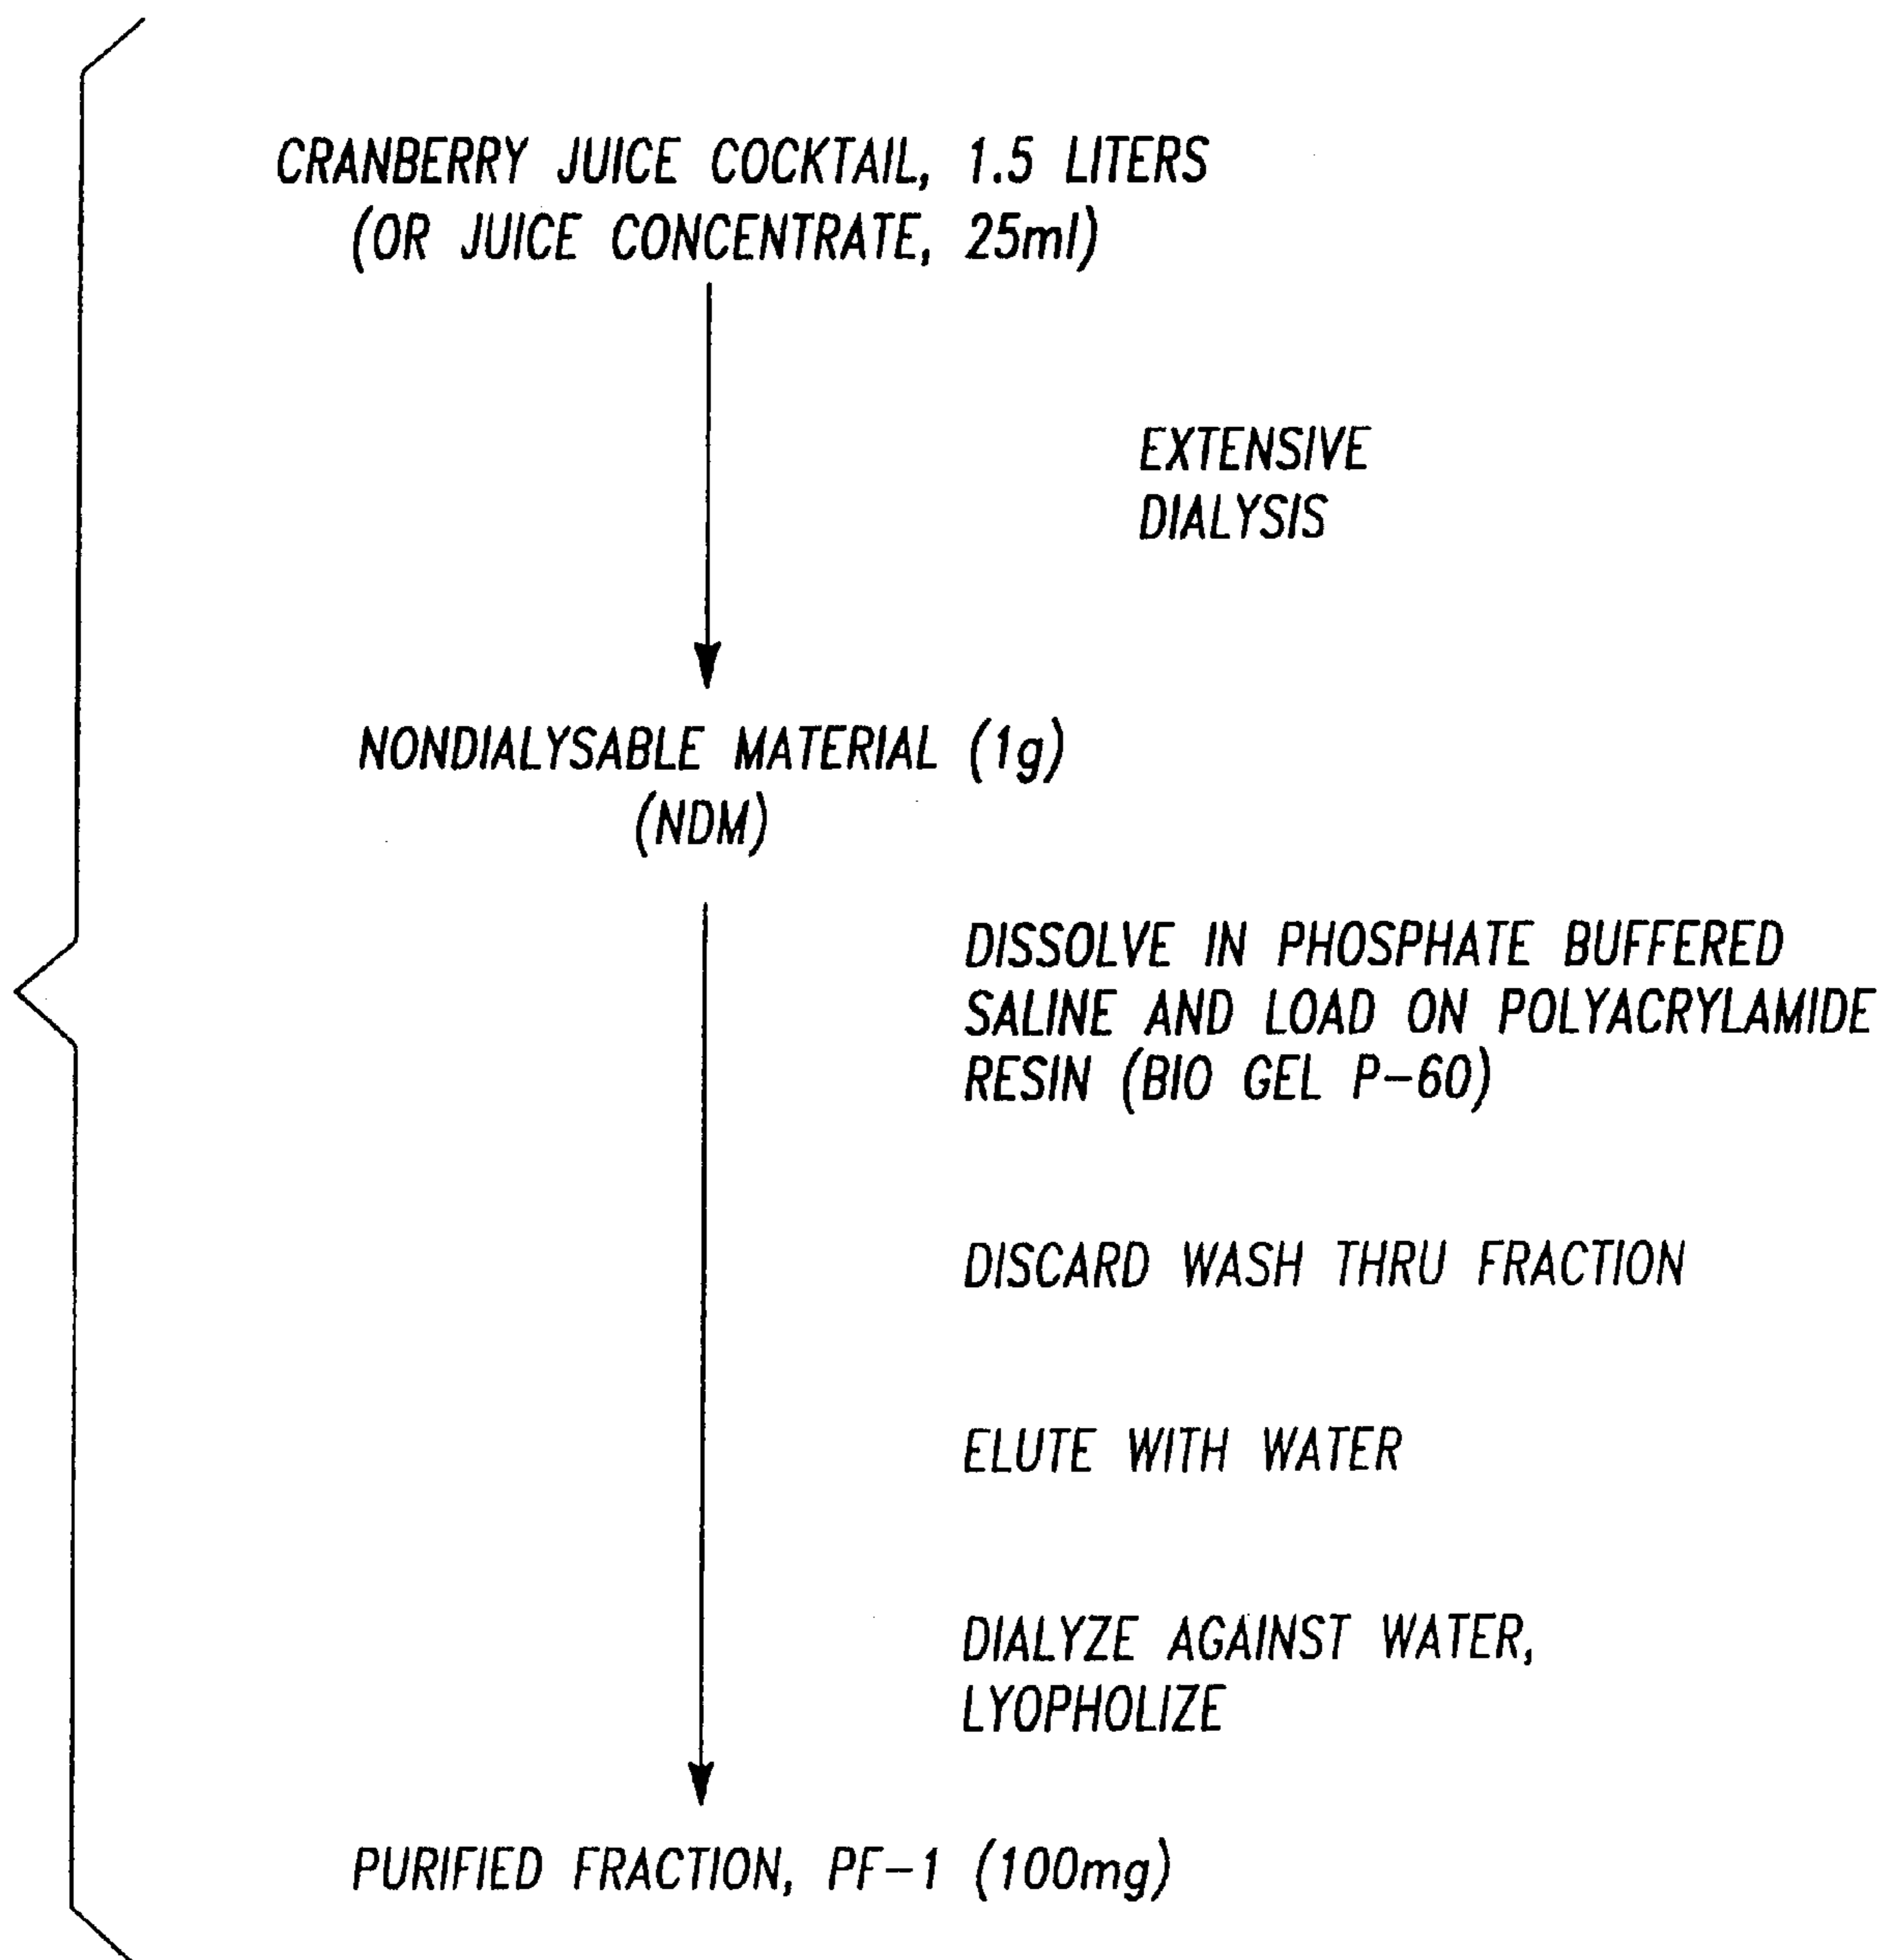 CRANBERRY JUICE COCKTAIL, 1.5 LITERS
(OR JUICE CONCENTRATE, 25ml)
EXTENSIVE
DIALYSIS
NONDIALYSABLE MATERIAL (1g)
(NDM)
DISSOLVE IN PHOSPHATE BUFFERED
SALINE AND LOAD ON POLYACRYLAMIDE
RESIN (BIO GEL P-60)
DISCARD WASH THRU FRACTION
ELUTE WITH WATER
DIALYZE AGAINST WATER,
LYOPHOLIZE
PURIFIED FRACTION, PF-1 (100mg)